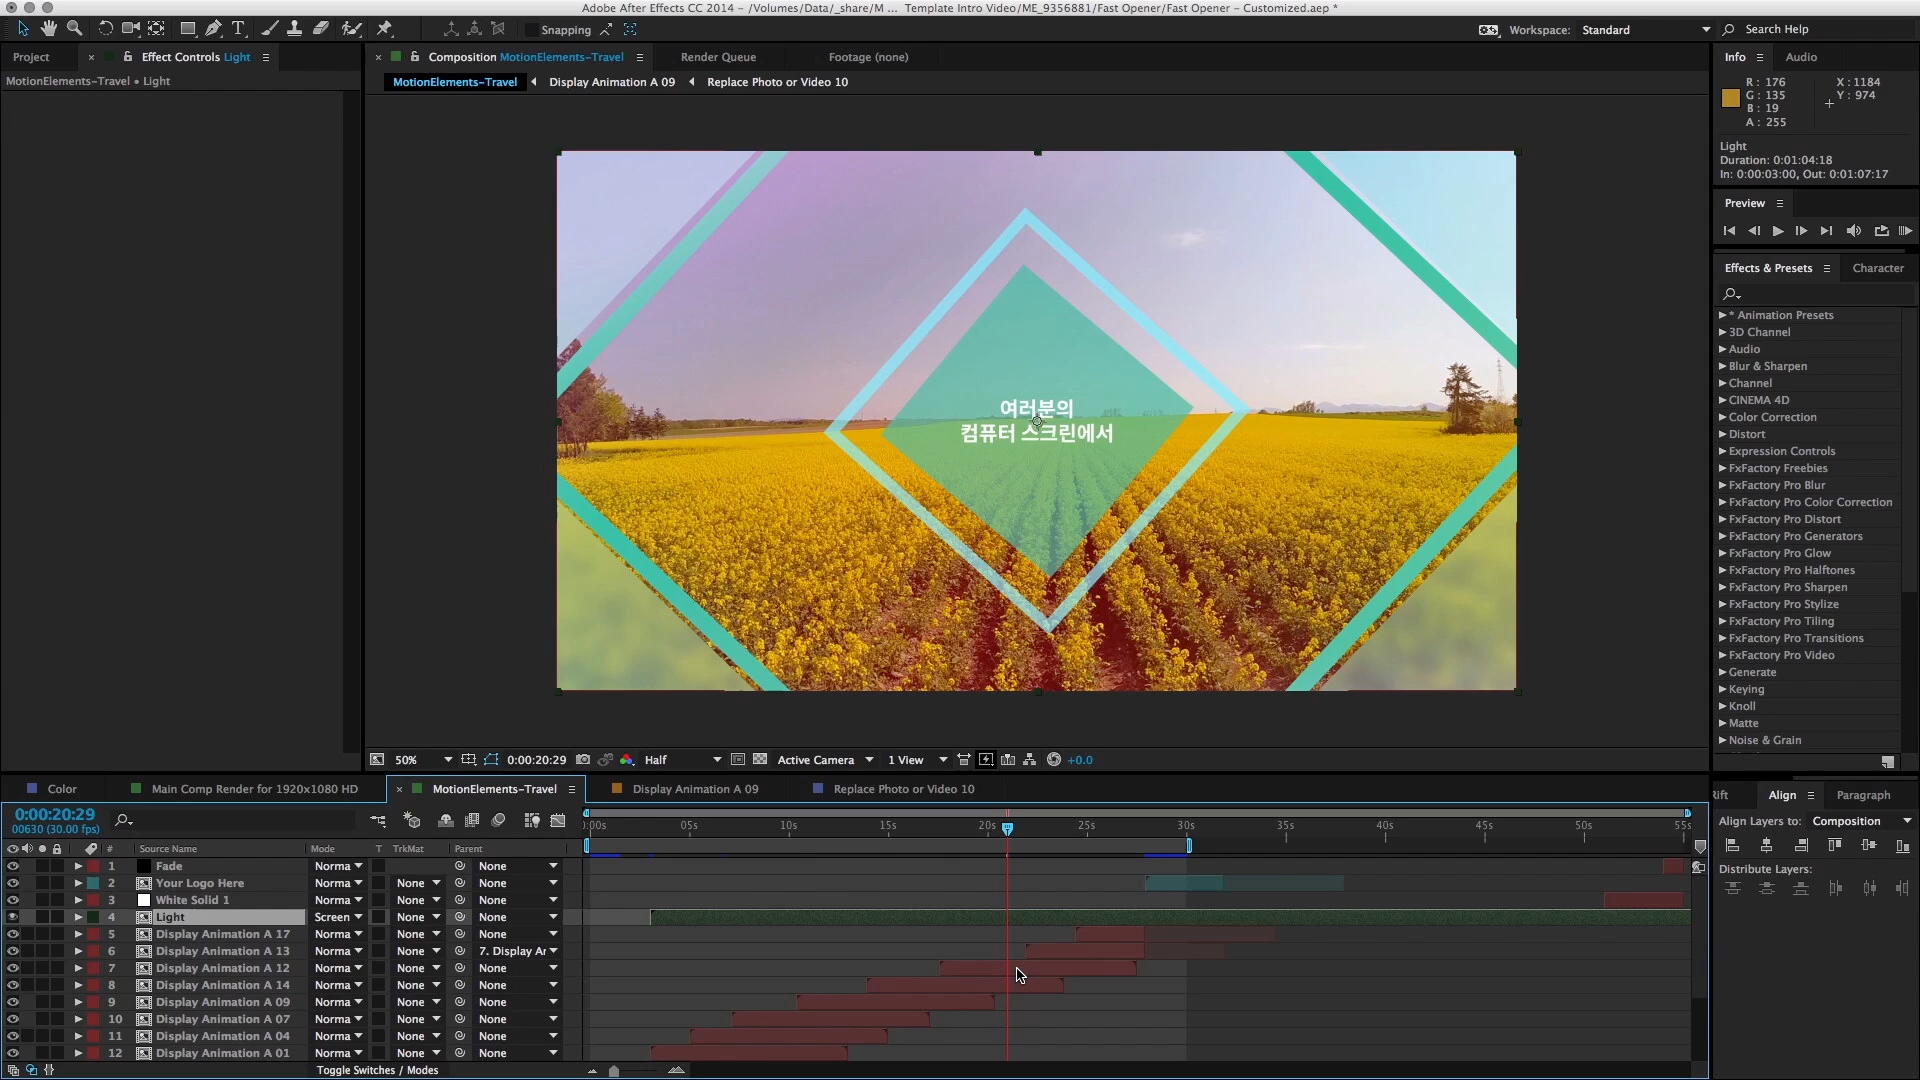 Adobe After Effects CC 2014 - /Volumes/Data/_share/M ... Template Intro Video/ME_9356881/Fast Opener/Fast Opener - Customized.aep *
Snapping
Workspace: Standard
Search Help
Project
Effect Controls Light
Composition MotionElements-Travel
Render Queue
Footage (none)
Info
Audio
MotionElements-Travel • Light
MotionElements-Travel
Display Animation A 09
Replace Photo or Video 10
R: 176
G: 135
B: 19
A: 255
X: 1184
Y: 974
Light
Duration: 0:01:04:18
In: 0:00:03:00, Out: 0:01:07:17
Preview
Effects & Presets
Character
* Animation Presets
3D Channel
Audio
Blur & Sharpen
Channel
CINEMA 4D
Color Correction
Distort
Expression Controls
FxFactory Freebies
FxFactory Pro Blur
FxFactory Pro Color Correction
FxFactory Pro Distort
FxFactory Pro Generators
FxFactory Pro Glow
FxFactory Pro Halftones
FxFactory Pro Sharpen
FxFactory Pro Stylize
FxFactory Pro Tiling
FxFactory Pro Transitions
FxFactory Pro Video
Generate
Keying
Knoll
Matte
Noise & Grain
여러분의
컴퓨터 스크린에서
50%
0:00:20:29
Half
Active Camera
1 View
+0.0
Color
Main Comp Render for 1920x1080 HD
MotionElements-Travel
Display Animation A 09
Replace Photo or Video 10
0:00:20:29
00630 (30.00 fps)
:00s 05s 10s 15s 20s 25s 30s 35s 40s 45s 50s 55s
# Source Name Mode T TrkMat Parent
1 Fade Norma None
2 Your Logo Here Norma None None
3 White Solid 1 Norma None None
4 Light Screen None None
5 Display Animation A 17 Norma None None
6 Display Animation A 13 Norma None 7. Display Ar
7 Display Animation A 12 Norma None None
8 Display Animation A 14 Norma None None
9 Display Animation A 09 Norma None None
10 Display Animation A 07 Norma None None
11 Display Animation A 04 Norma None None
12 Display Animation A 01 Norma None None
Toggle Switches / Modes
Align
Paragraph
Align Layers to: Composition
Distribute Layers: